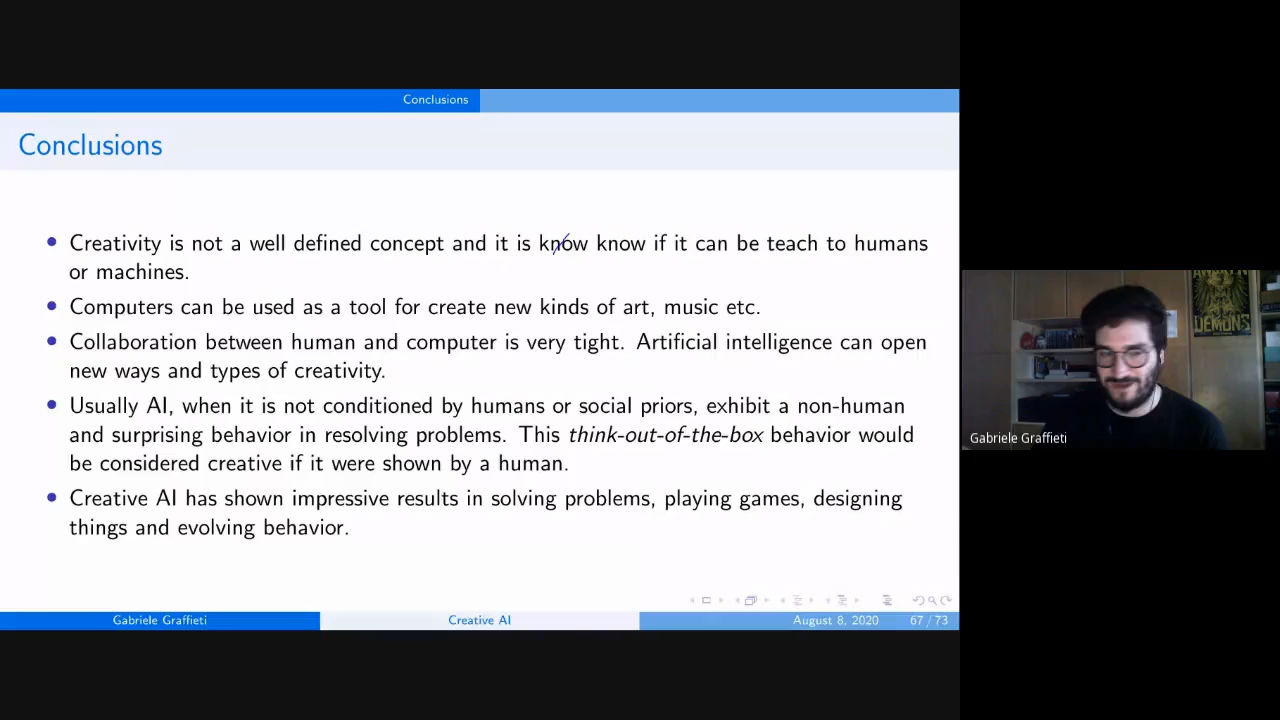 Conclusions
Conclusions
Creativity is not a well defined concept and it is know know if it can be teach to humans
or machines.
Computers can be used as a tool for create new kinds of art, music etc.
Collaboration between human and computer is very tight. Artificial intelligence can open
new ways and types of creativity.
Usually AI, when it is not conditioned by humans or social priors, exhibit a non-human
and surprising behavior in resolving problems. This think-out-of-the-box behavior would
be considered creative if it were shown by a human.
Creative AI has shown impressive results in solving problems, playing games, designing
things and evolving behavior.
Gabriele Graffieti
Creative AI
August 8, 2020
67 / 73
DEMONS
Gabriele Graffieti